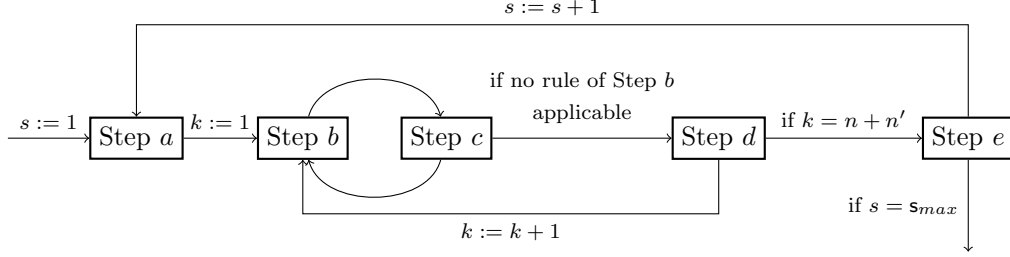 s := s + 1
if no rule of Step b
applicable
s := 1
Step a
k := 1
Step b
Step c
Step d
if k = n + n′
Step e
if s = s_max
k := k + 1